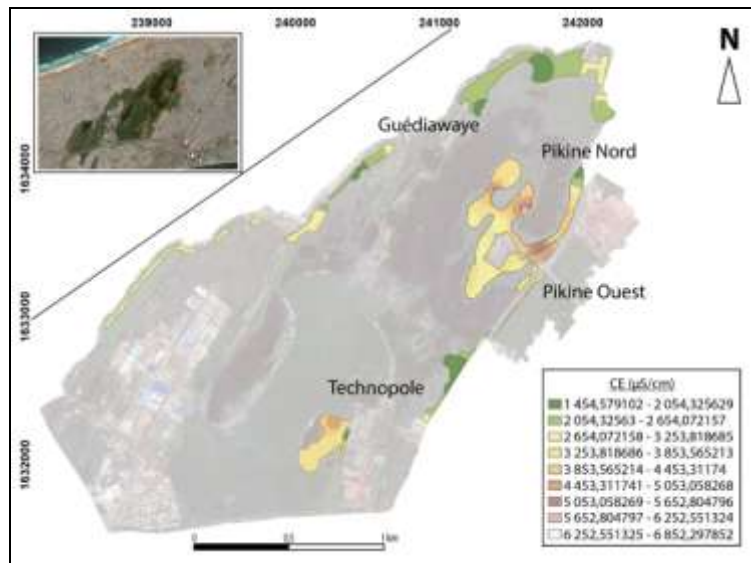 239000 240000 241000 242000
N
Guédiawaye
Pikine Nord
1634000
1633000
Pikine Ouest
Technopole
1632000
CE (µS/cm)
1 454,579102 - 2 054,325629
2 054,32563 - 2 654,072157
2 654,072158 - 3 253,818685
3 253,818686 - 3 853,565213
3 853,565214 - 4 453,31174
4 453,311741 - 5 053,058268
5 053,058269 - 5 652,804796
5 652,804797 - 6 252,551324
6 252,551325 - 6 852,297852
0 0.5 1 km